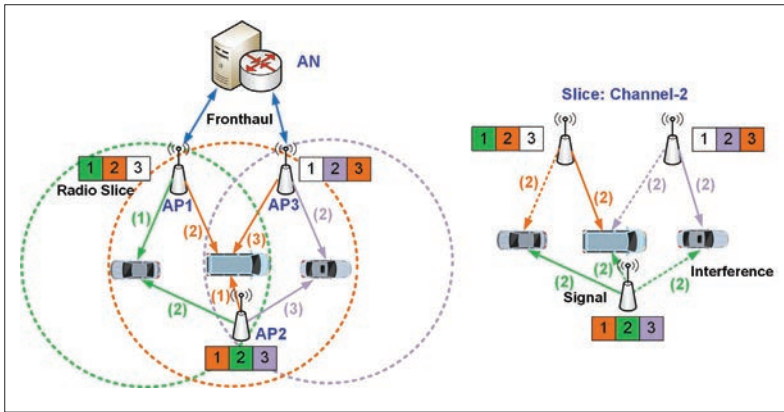 AN
Fronthaul
1 2 3
Radio Slice
AP1
AP3
1 2 3
(1)
(2)
(3)
(2)
(2)
(1)
(3)
AP2
1 2 3
Slice: Channel-2
1 2 3
1 2 3
(2)
(2)
(2)
(2)
(2)
(2)
(2)
Signal
Interference
1 2 3